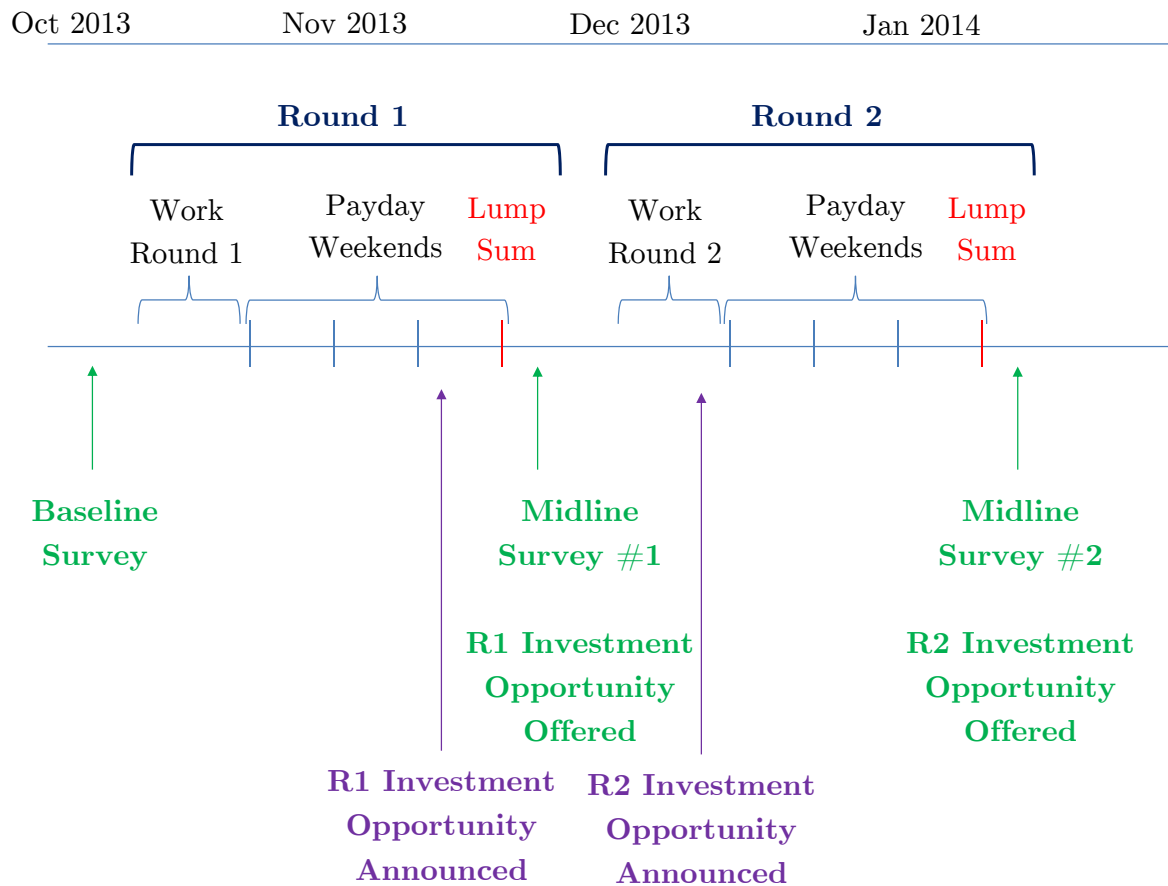 Oct 2013 Nov 2013 Dec 2013 Jan 2014
Round 1 Round 2
Work
Round 1
Payday
Weekends
Lump
Sum
Work
Round 2
Payday
Weekends
Lump
Sum
Baseline
Survey
Midline
Survey #1
Midline
Survey #2
R1 Investment
Opportunity
Offered
R2 Investment
Opportunity
Offered
R1 Investment
Opportunity
Announced
R2 Investment
Opportunity
Announced